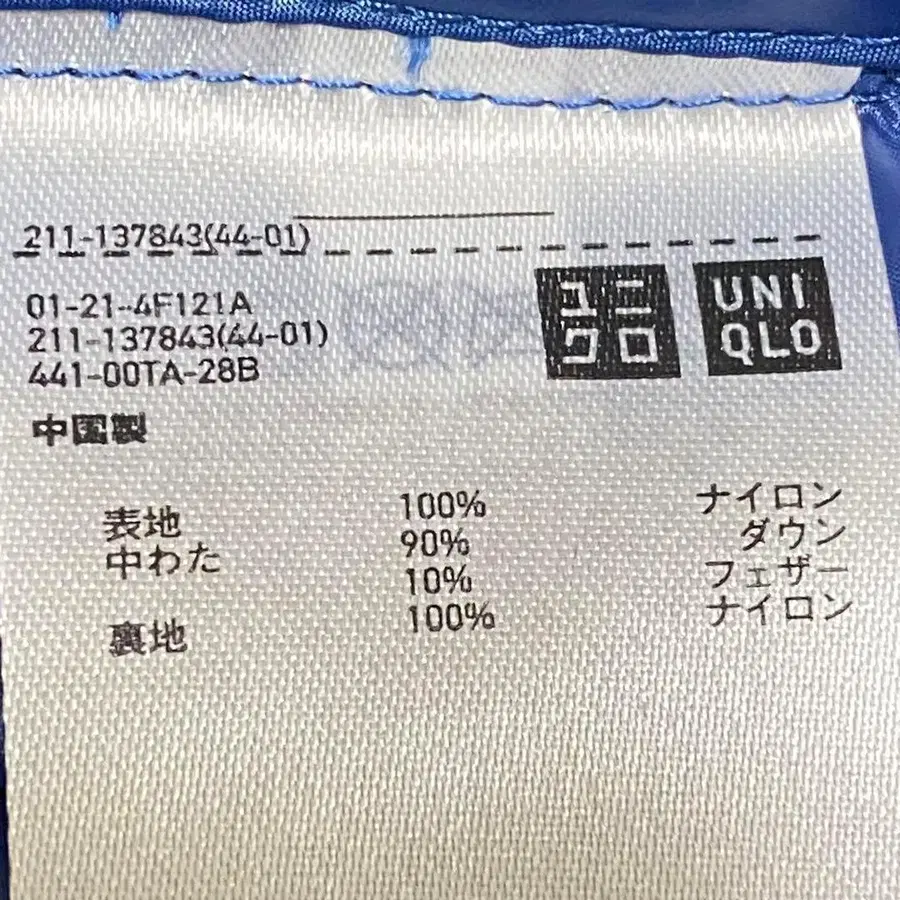 211-137843(44-01)
01-21-4F121A
211-137843(44-01)
441-00TA-28B
ユニ
クロ
UNI
QLO
中国製
表地 100% ナイロン
中わた 90% ダウン
10% フェザー
裏地 100% ナイロン